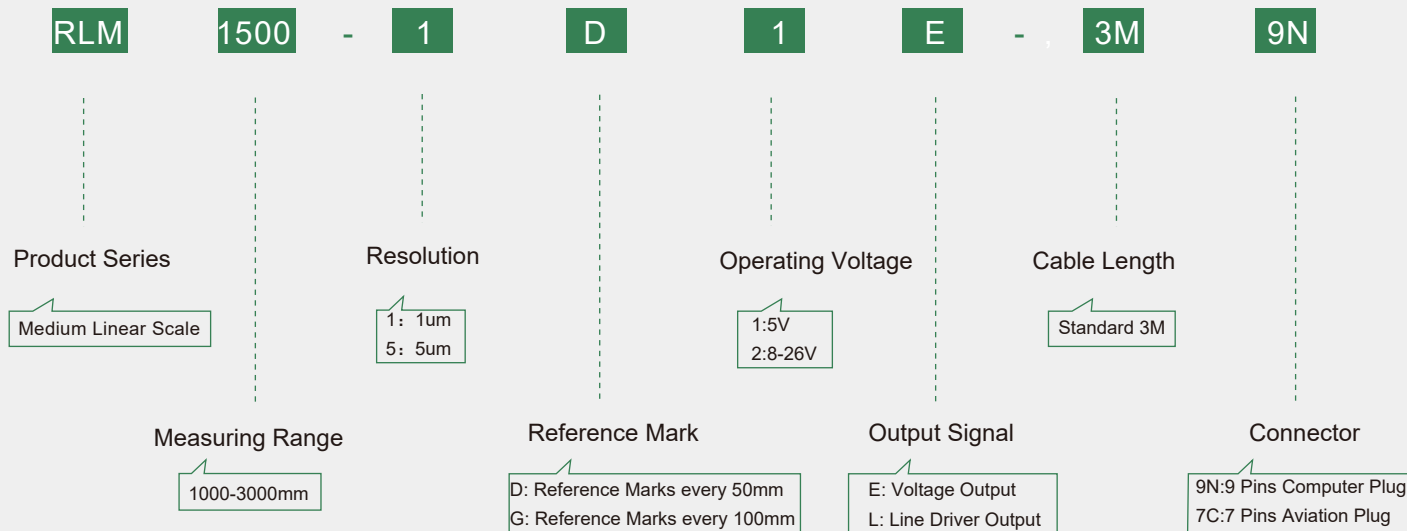 RLM 1500 - 1 D 1 E - , 3M 9N
Product Series
Medium Linear Scale
Measuring Range
1000-3000mm
Resolution
1：1um
5：5um
Reference Mark
D: Reference Marks every 50mm
G: Reference Marks every 100mm
Operating Voltage
1:5V
2:8-26V
Output Signal
E: Voltage Output
L: Line Driver Output
Cable Length
Standard 3M
Connector
9N:9 Pins Computer Plug
7C:7 Pins Aviation Plug